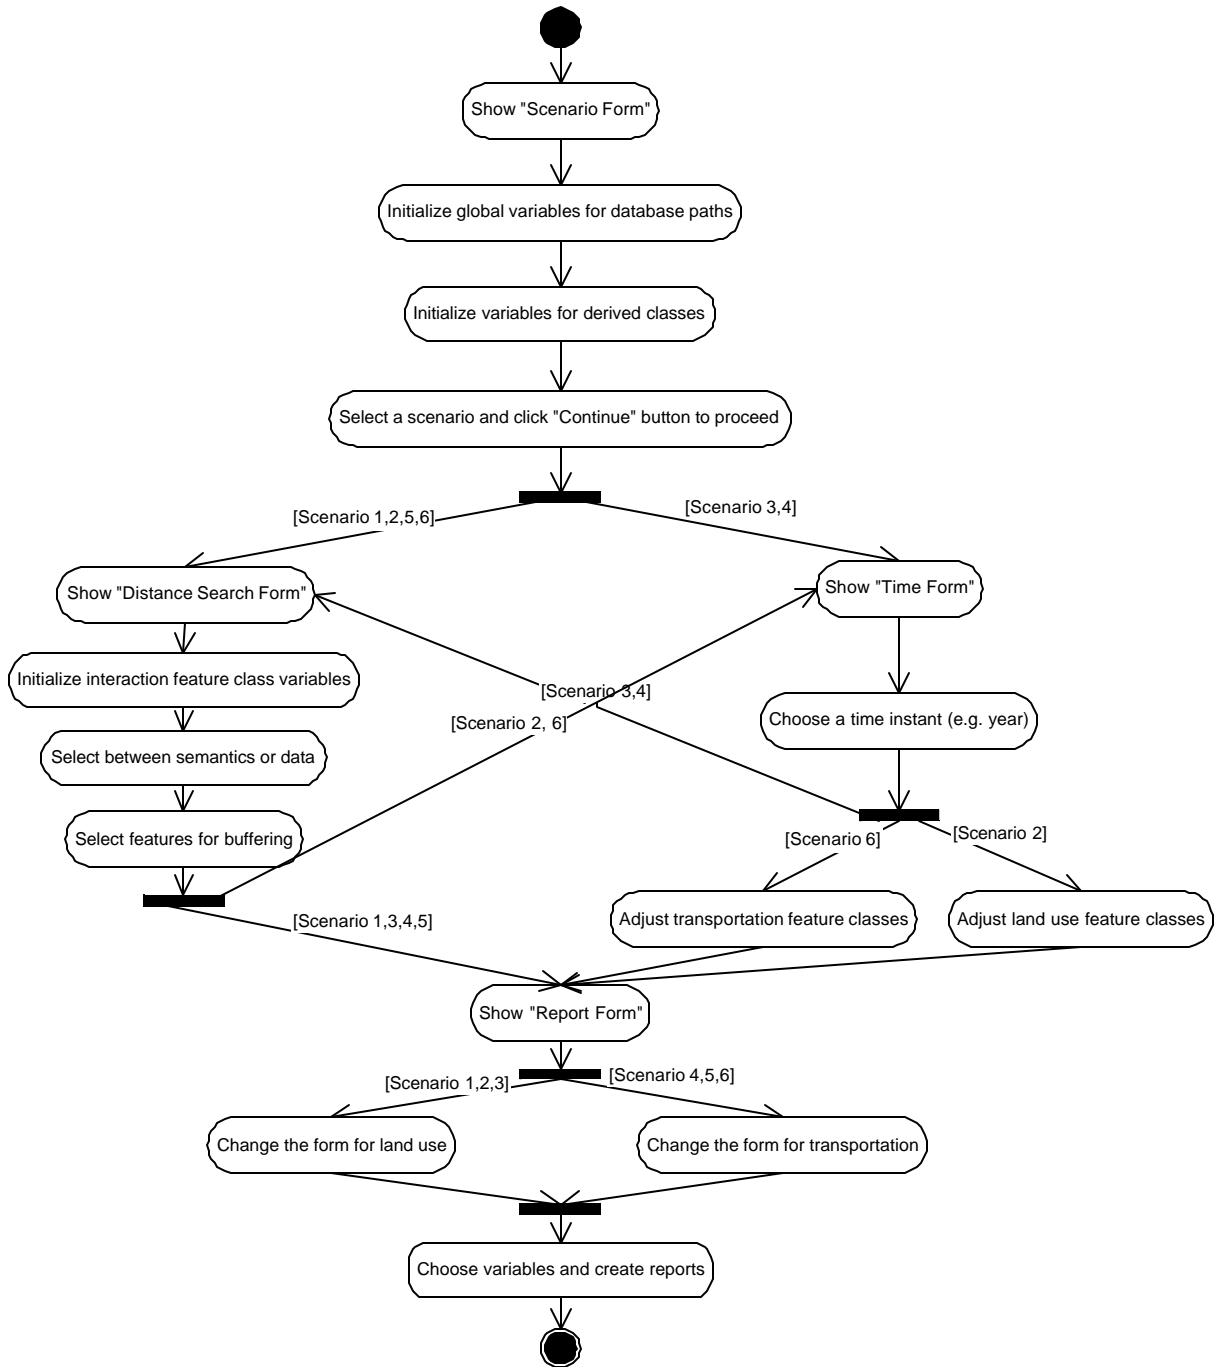 Show "Scenario Form"
Initialize global variables for database paths
Initialize variables for derived classes
Select a scenario and click "Continue" button to proceed
[Scenario 1,2,5,6]
[Scenario 3,4]
Show "Distance Search Form"
Show "Time Form"
Initialize interaction feature class variables
[Scenario 3,4]
Choose a time instant (e.g. year)
[Scenario 2, 6]
Select between semantics or data
Select features for buffering
[Scenario 6]
[Scenario 2]
[Scenario 1,3,4,5]
Adjust transportation feature classes
Adjust land use feature classes
Show "Report Form"
[Scenario 1,2,3]
[Scenario 4,5,6]
Change the form for land use
Change the form for transportation
Choose variables and create reports